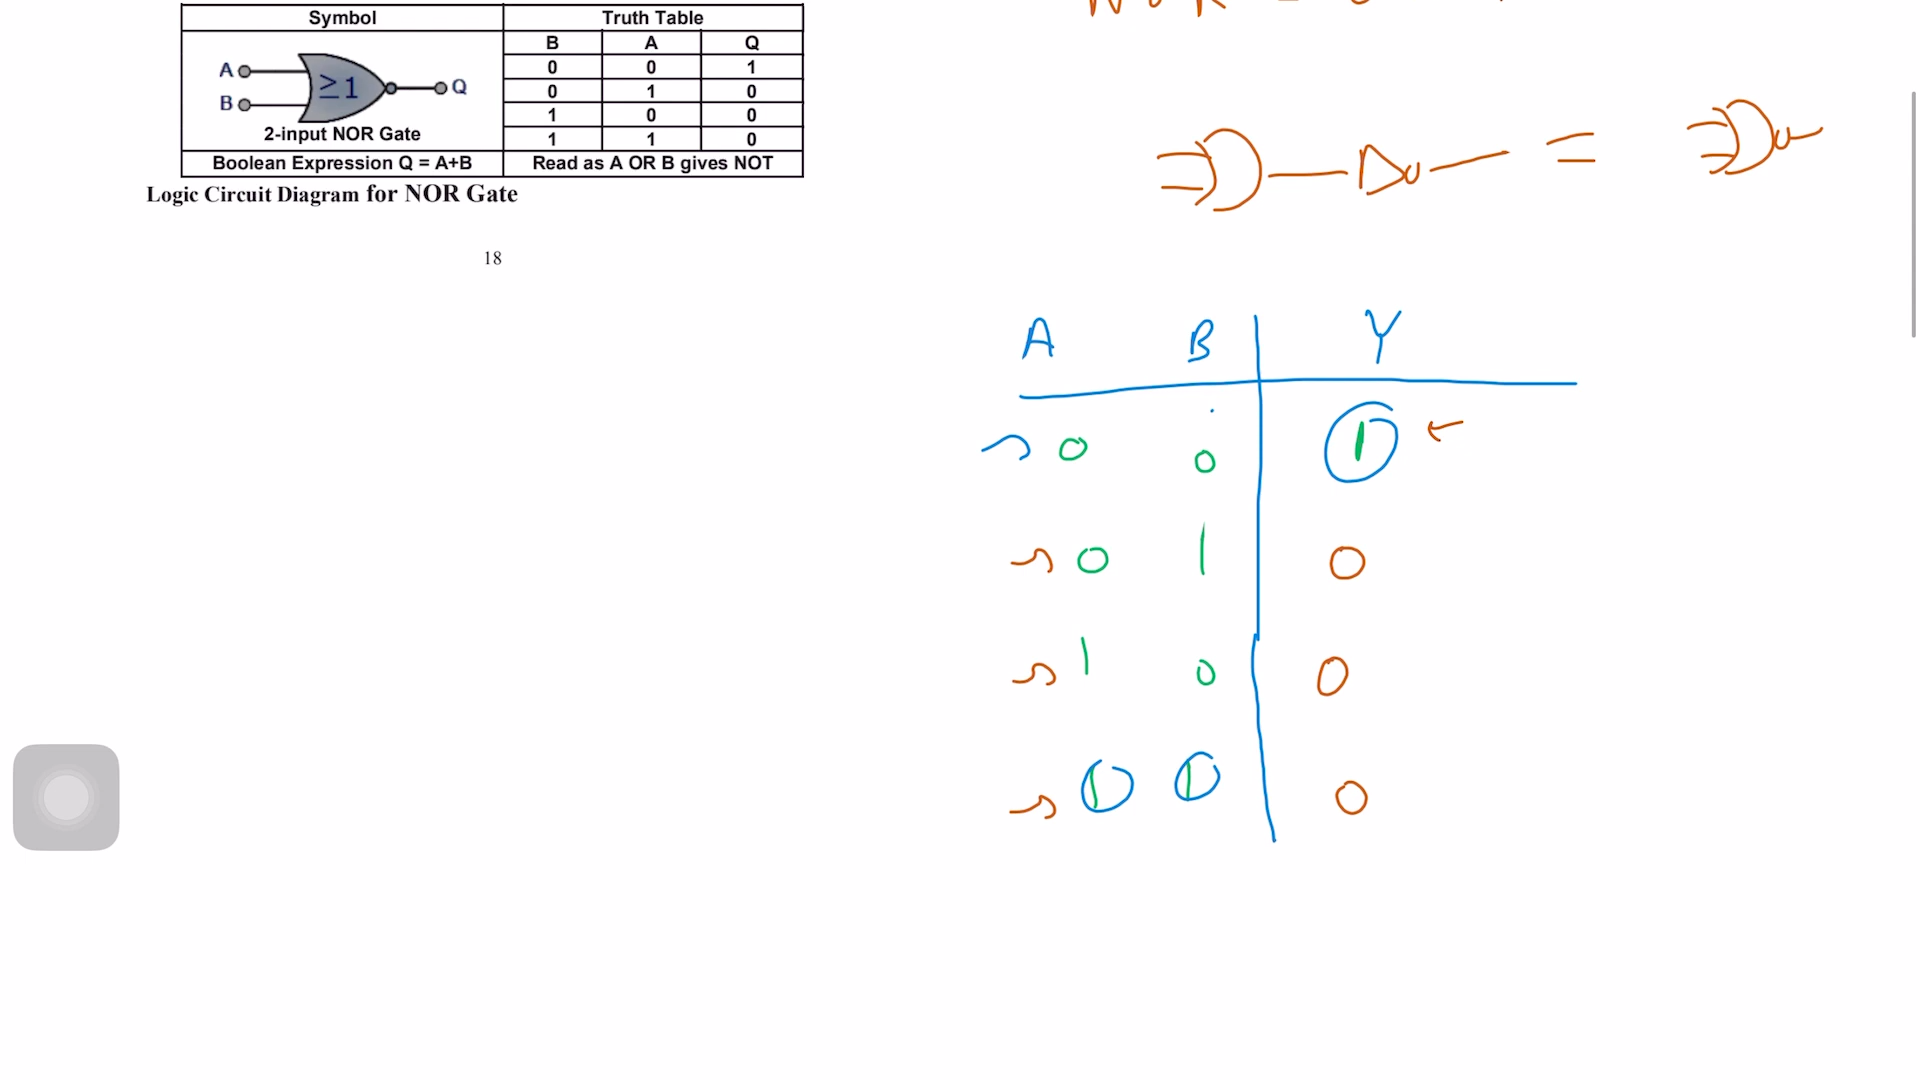 Symbol Truth Table
B A Q
A ≥1 Q 0 0 1
B 0 1 0
1 0 0
2-input NOR Gate 1 1 0
Boolean Expression Q = A+B Read as A OR B gives NOT
Logic Circuit Diagram for NOR Gate
18
=
A B Y
0 0 1
0 1 0
1 0 0
1 1 0